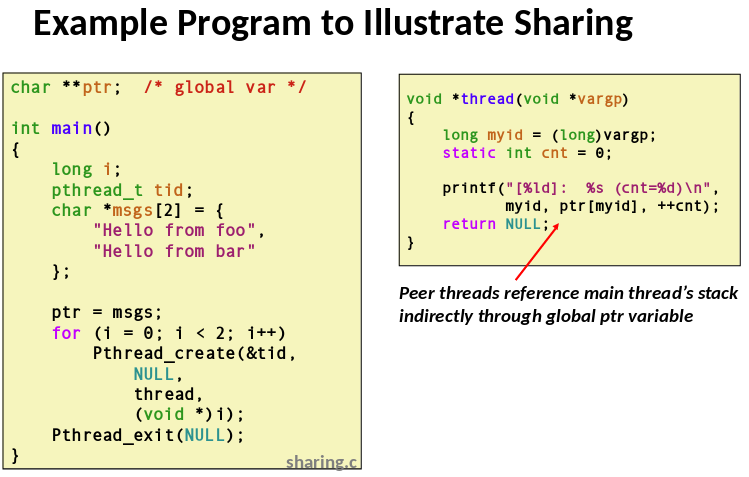 Example Program to Illustrate Sharing
char **ptr;  /* global var */
int main()
{
    long i;
    pthread_t tid;
    char *msgs[2] = {
        "Hello from foo",
        "Hello from bar"
    };
    ptr = msgs;
    for (i = 0; i < 2; i++)
        Pthread_create(&tid,
            NULL,
            thread,
            (void *)i);
    Pthread_exit(NULL);
}
sharing.c
void *thread(void *vargp)
{
    long myid = (long)vargp;
    static int cnt = 0;
    printf("[%ld]:  %s (cnt=%d)\n",
           myid, ptr[myid], ++cnt);
    return NULL;
}
Peer threads reference main thread’s stack
indirectly through global ptr variable